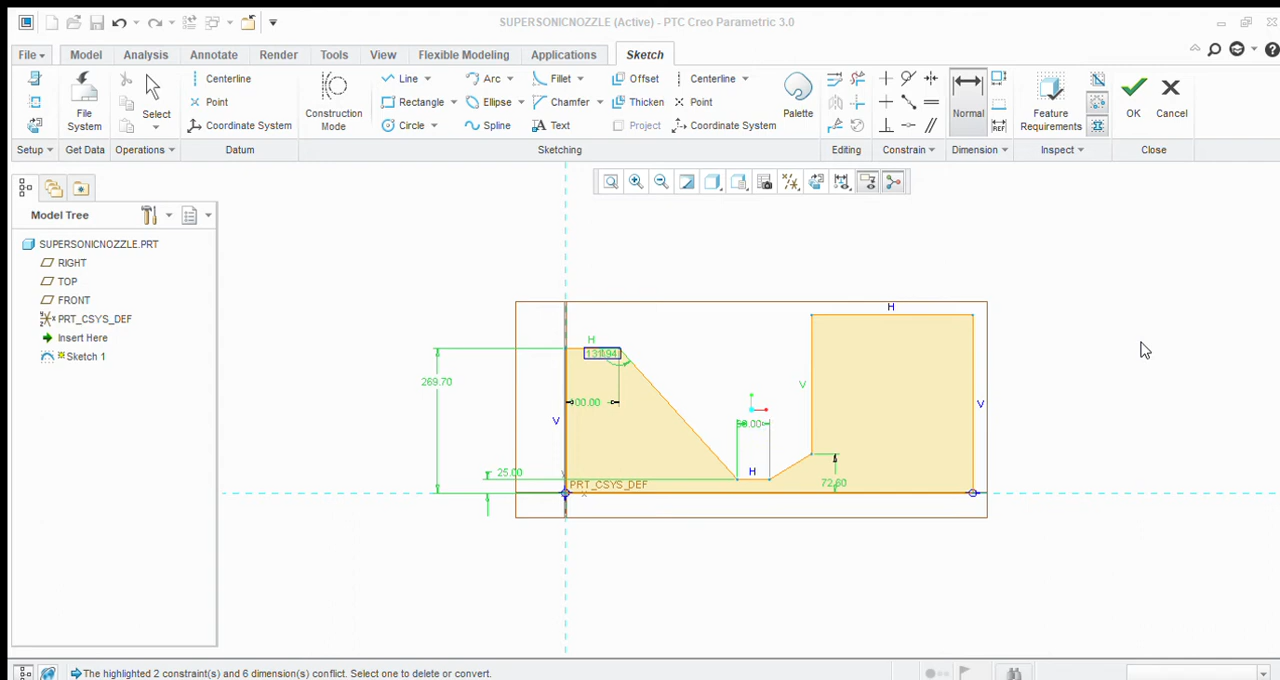 SUPERSONICNOZZLE (Active) - PTC Creo Parametric 3.0
File Model Analysis Annotate Render Tools View Flexible Modeling Applications Sketch
Centerline Line Arc Fillet Offset Centerline
Point Rectangle Ellipse Chamfer Thicken Point
Coordinate System Circle Spline Text Project Coordinate System
File System
Select
Construction Mode
Palette
Normal
Feature Requirements
OK
Cancel
Setup Get Data Operations Datum Sketching Editing Constrain Dimension Inspect Close
Model Tree
SUPERSONICNOZZLE.PRT
RIGHT
TOP
FRONT
PRT_CSYS_DEF
Insert Here
Sketch 1
H
H
269.70
V
V
V
25.00
H
72.60
PRT_CSYS_DEF
The highlighted 2 constraint(s) and 6 dimension(s) conflict. Select one to delete or convert.